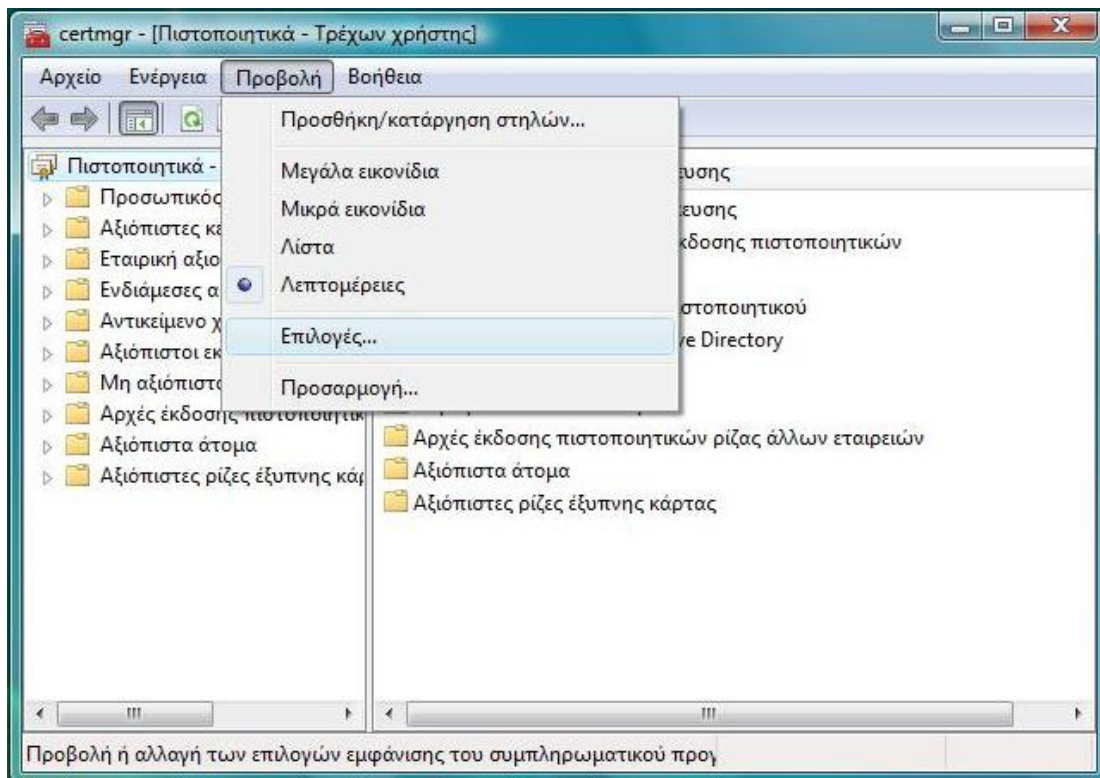 certmgr - [Πιστοποιητικά - Τρέχων χρήστης]
Αρχείο Ενέργεια Προβολή Βοήθεια
Προσθήκη/κατάργηση στηλών...
Μεγάλα εικονίδια
Μικρά εικονίδια
Λίστα
Λεπτομέρειες
Επιλογές...
Προσαρμογή...
Πιστοποιητικά -
Προσωπικός
Αξιόπιστες κε
Εταιρική αξιο
Ενδιάμεσες α
Αντικείμενο χ
Αξιόπιστοι εκ
Μη αξιόπιστα
Αρχές έκδοσης πιστοποιητικ
Αξιόπιστα άτομα
Αξιόπιστες ρίζες έξυπνης κάρ
υσης
ευσης
κδοσης πιστοποιητικών
στοποιητικού
ve Directory
Αρχές έκδοσης πιστοποιητικών ρίζας άλλων εταιρειών
Αξιόπιστα άτομα
Αξιόπιστες ρίζες έξυπνης κάρτας
Προβολή ή αλλαγή των επιλογών εμφάνισης του συμπληρωματικού προγ